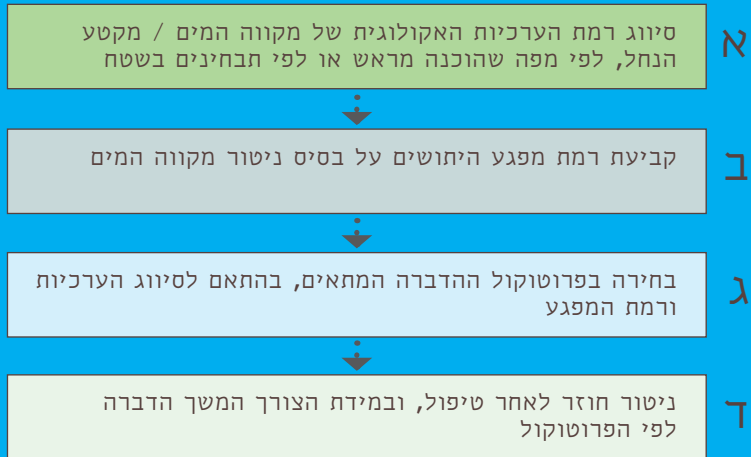 א
סיווג רמת הערכיות האקולוגית של מקווה המים / מקטע
הנחל, לפי מפה שהוכנה מראש או לפי תבחינים בשטח
ב
קביעת רמת מפגע היתושים על בסיס ניטור מקווה המים
ג
בחירה בפרוטוקול ההדברה המתאים, בהתאם לסיווג הערכיות
ורמת המפגע
ד
ניטור חוזר לאחר טיפול, ובמידת הצורך המשך הדברה
לפי הפרוטוקול